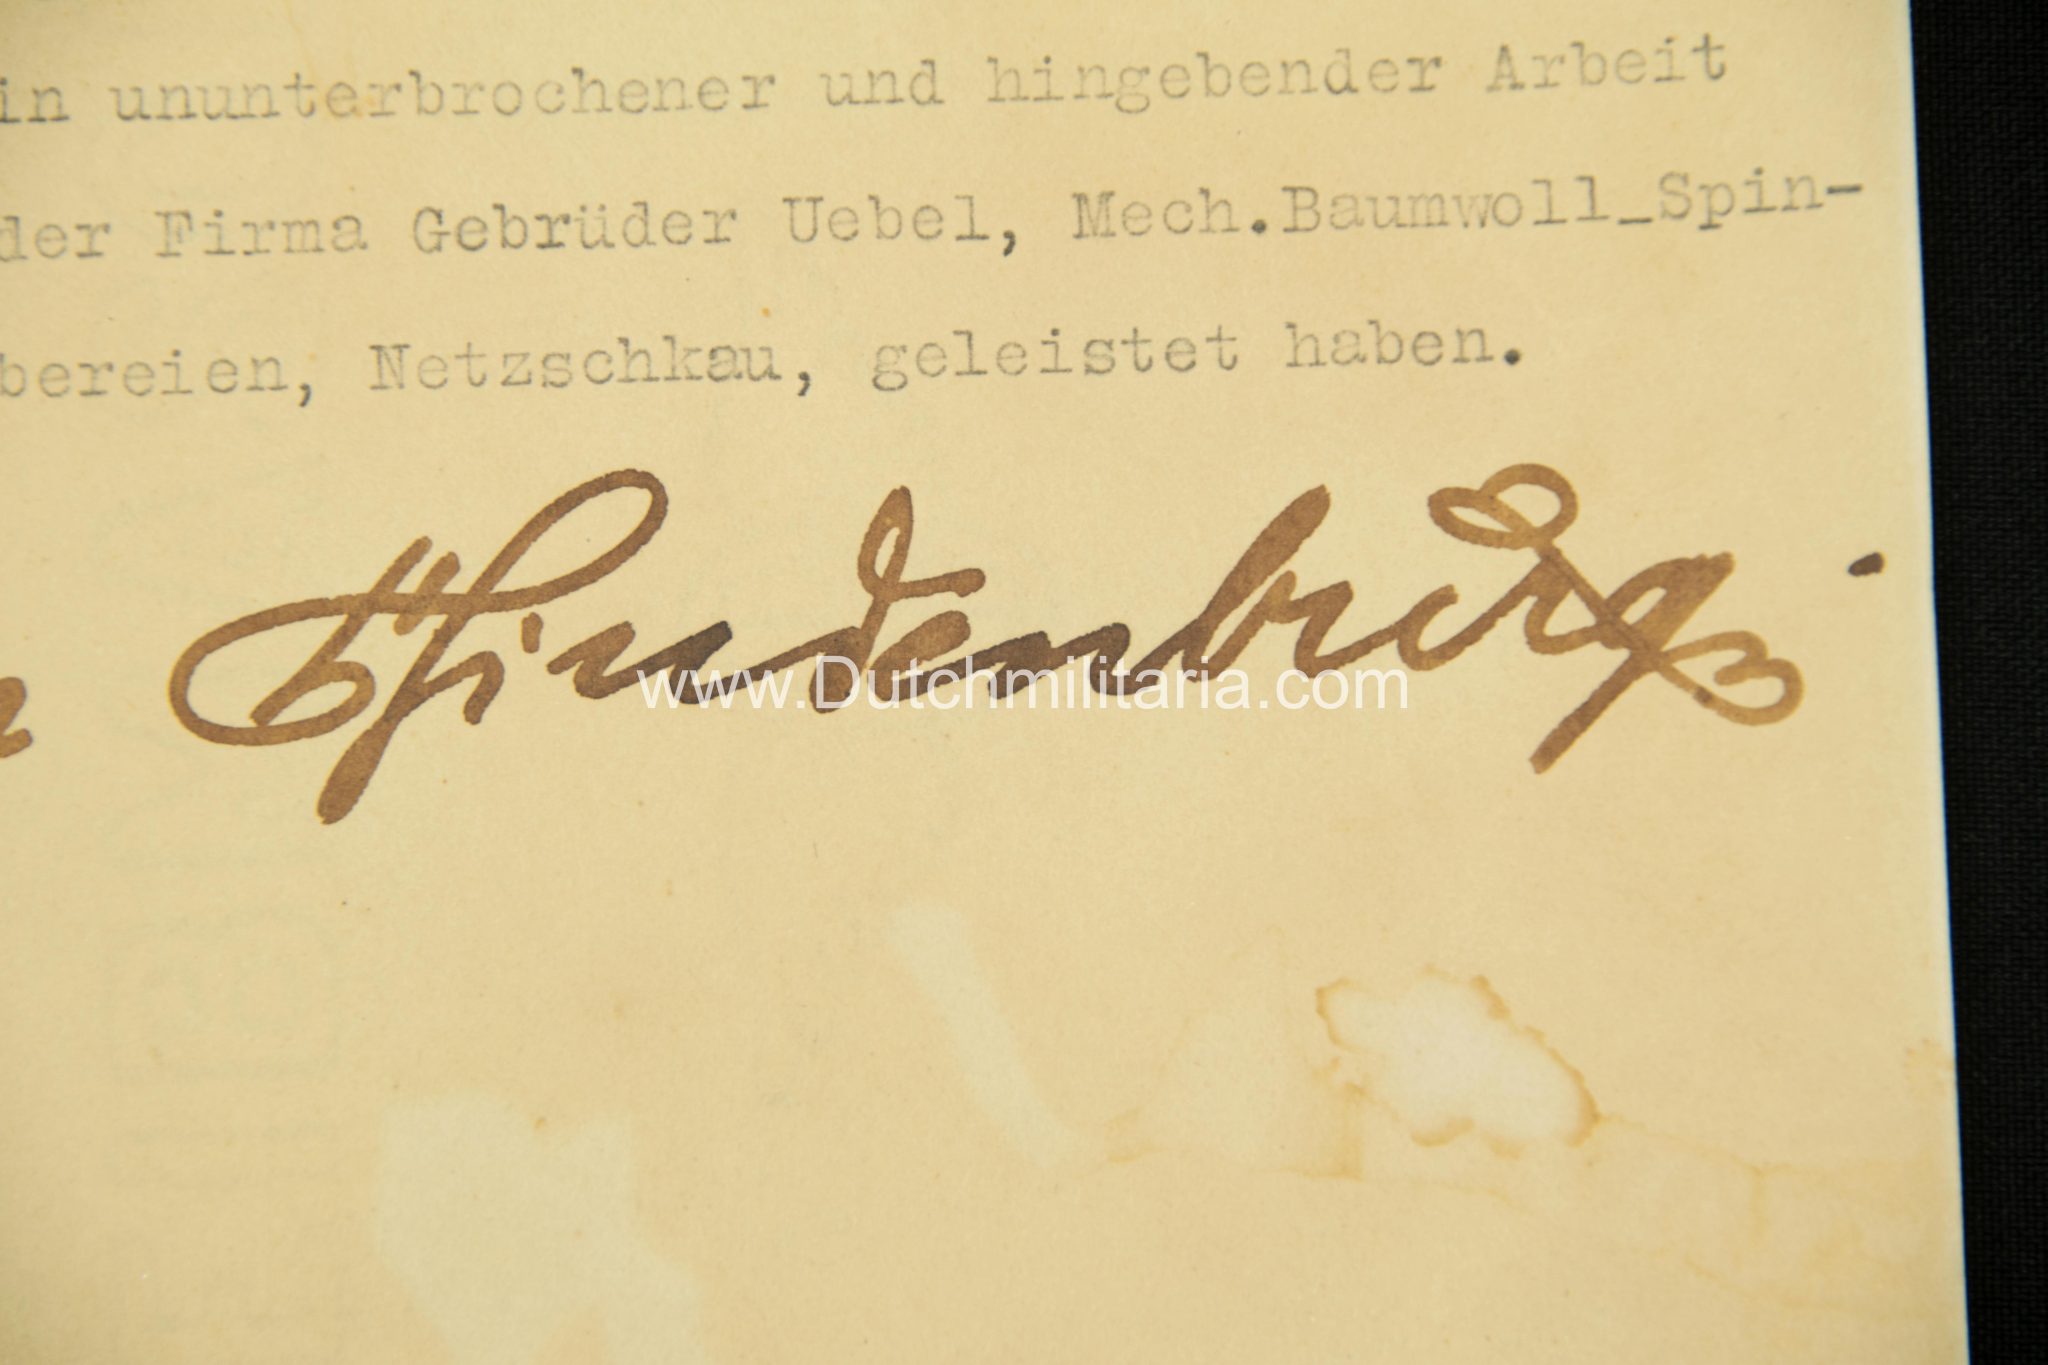 in ununterbrochener und hingebender Arbeit
der Firma Gebrüder Uebel, Mech.Baumwoll_Spin-
bereien, Netzschkau, geleistet haben.
Hindenburg.
www.Dutchmilitaria.com